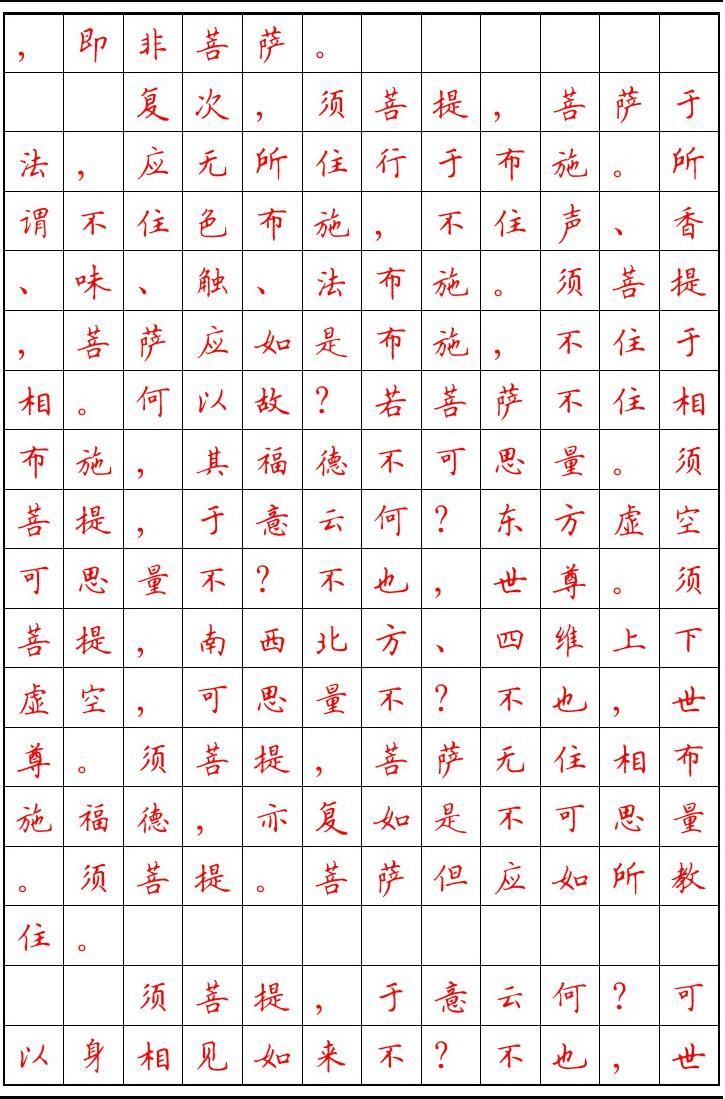 ，即非菩萨。
复次，须菩提，菩萨于
法，应无所住行于布施。所
谓不住色布施，不住声、香
、味、触、法布施。须菩提
，菩萨应如是布施，不住于
相。何以故？若菩萨不住相
布施，其福德不可思量。须
菩提，于意云何？东方虚空
可思量不？不也，世尊。须
菩提，南西北方、四维上下
虚空，可思量不？不也，世
尊。须菩提，菩萨无住相布
施福德，亦复如是不可思量
。须菩提。菩萨但应如所教
住。
须菩提，于意云何？可
以身相见如来不？不也，世